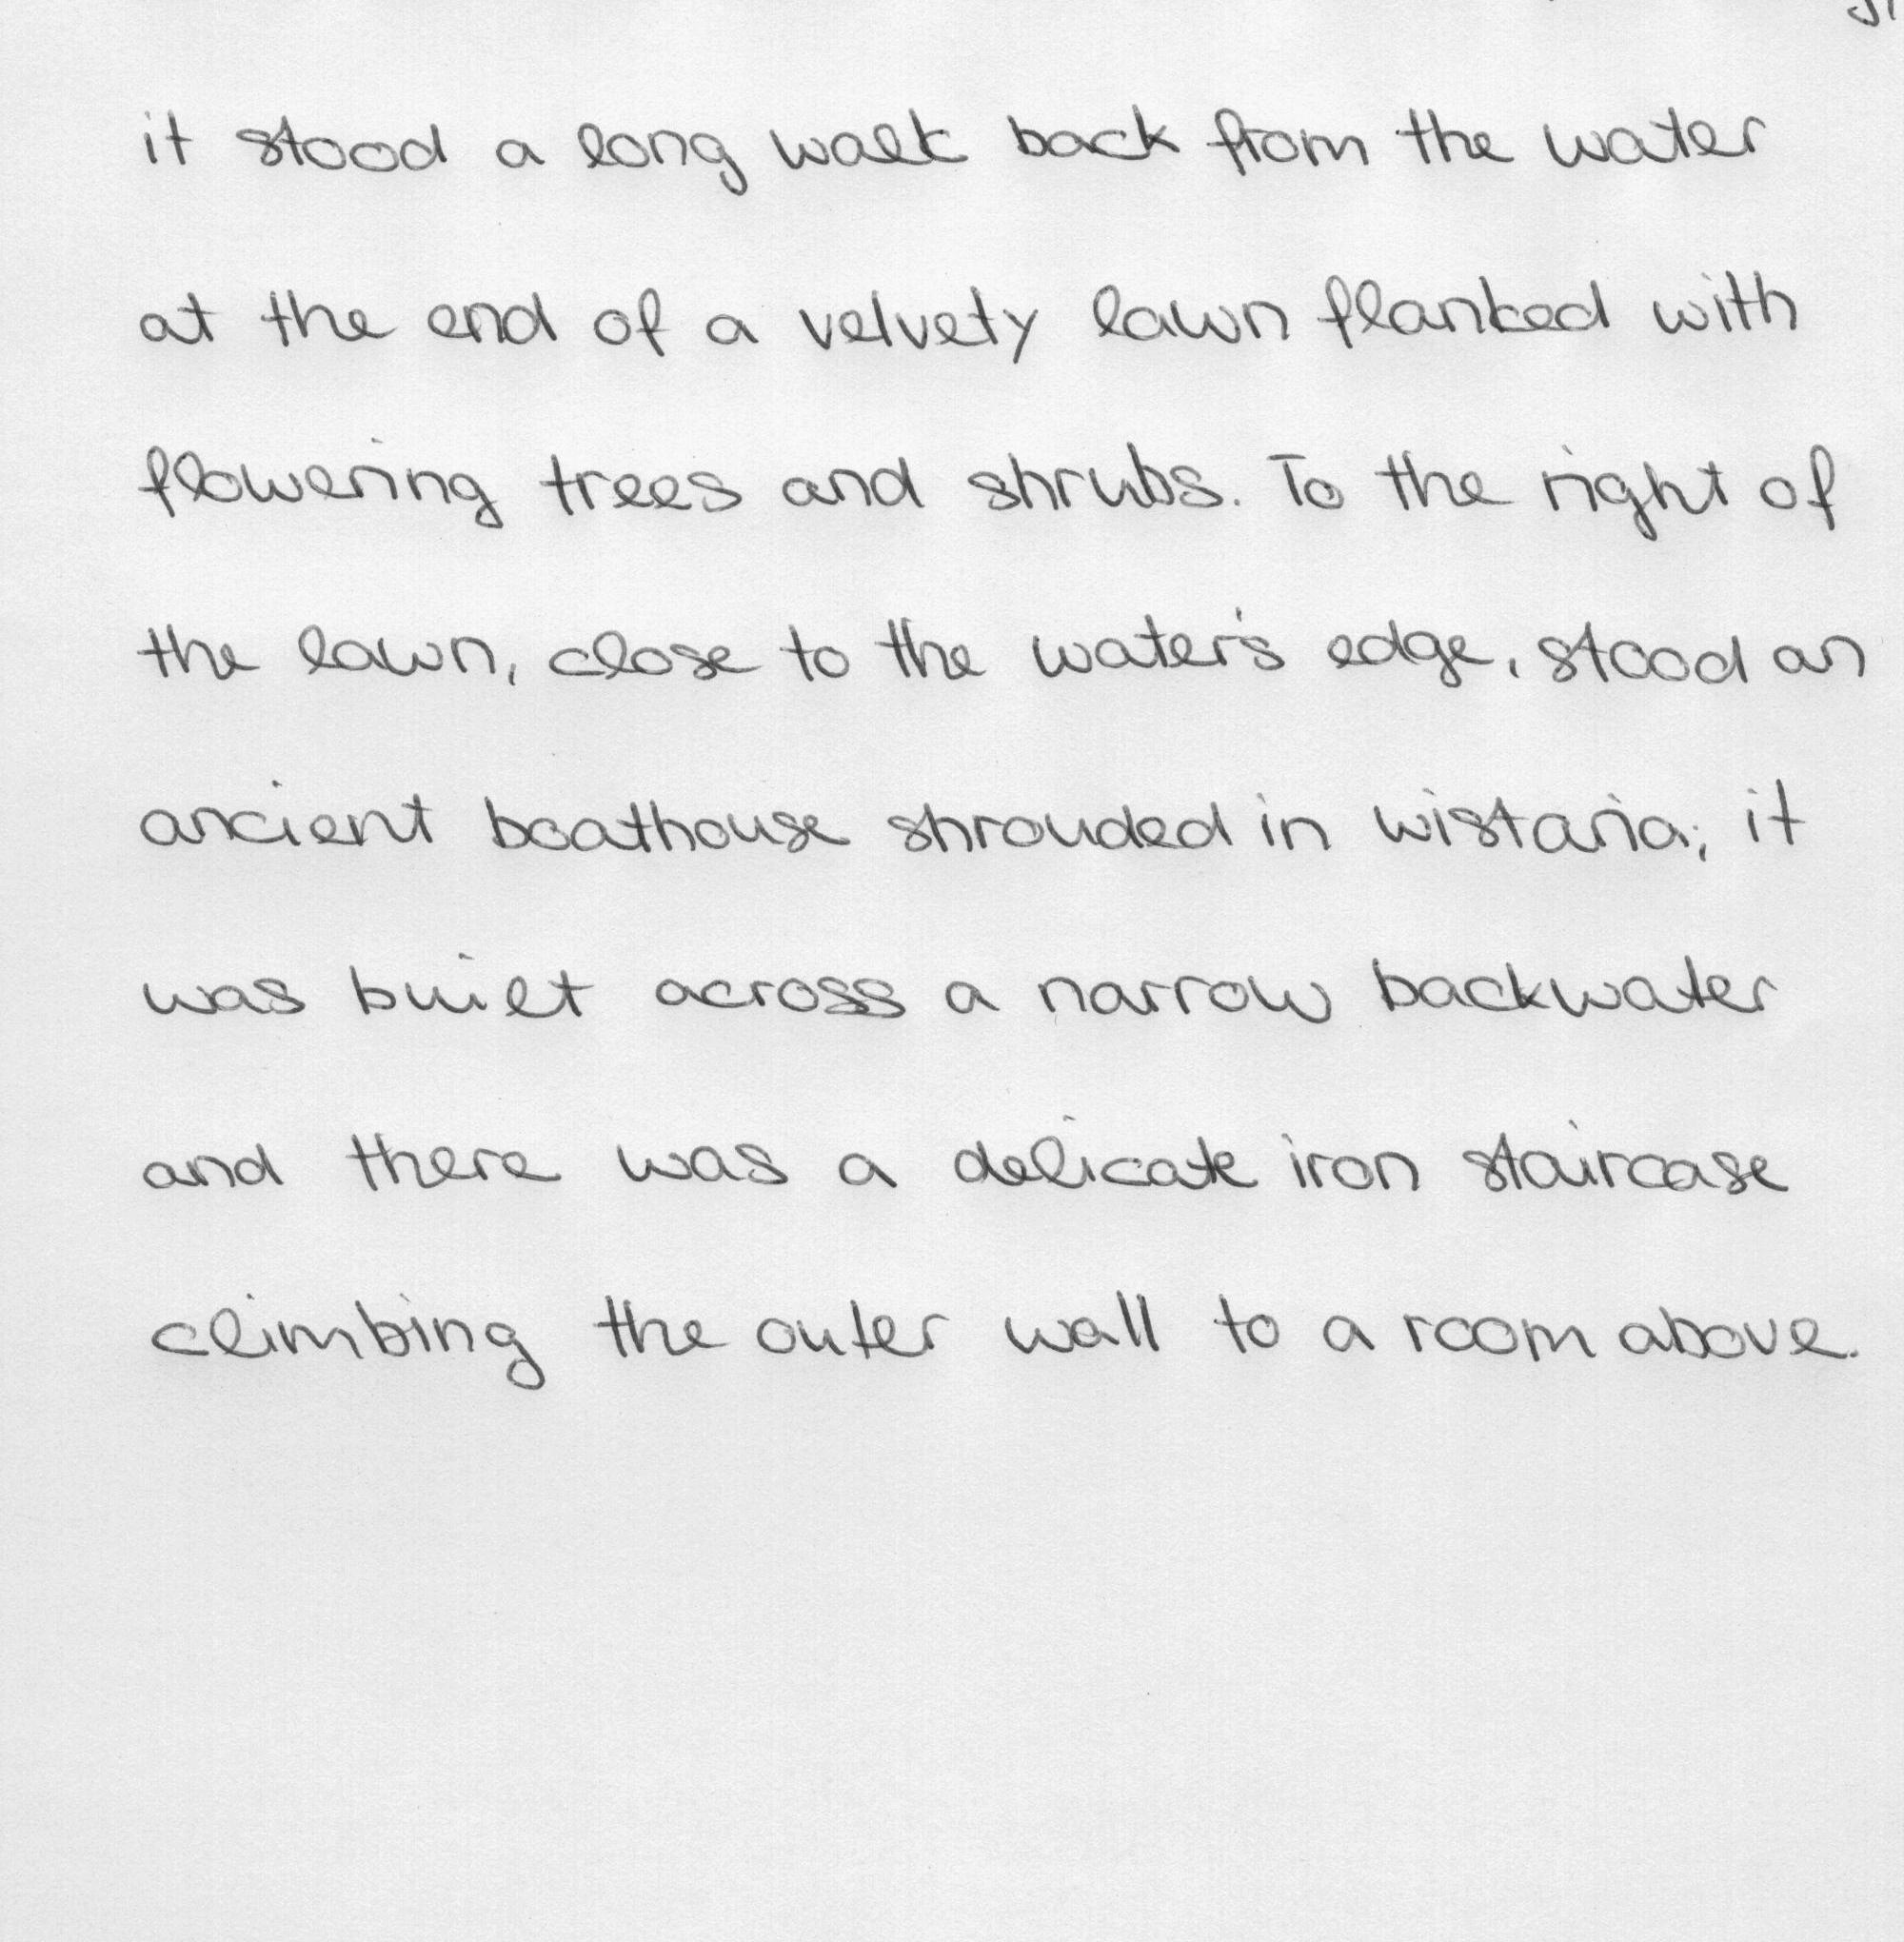 it stood a long walk back from the water
at the end of a velvety lawn flanked with
flowering trees and shrubs. To the right of
the lawn, close to the water's edge, stood an
ancient boathouse shrouded in wistaria; it
was built across a narrow backwater
and there was a delicate iron staircase
climbing the outer wall to a room above.